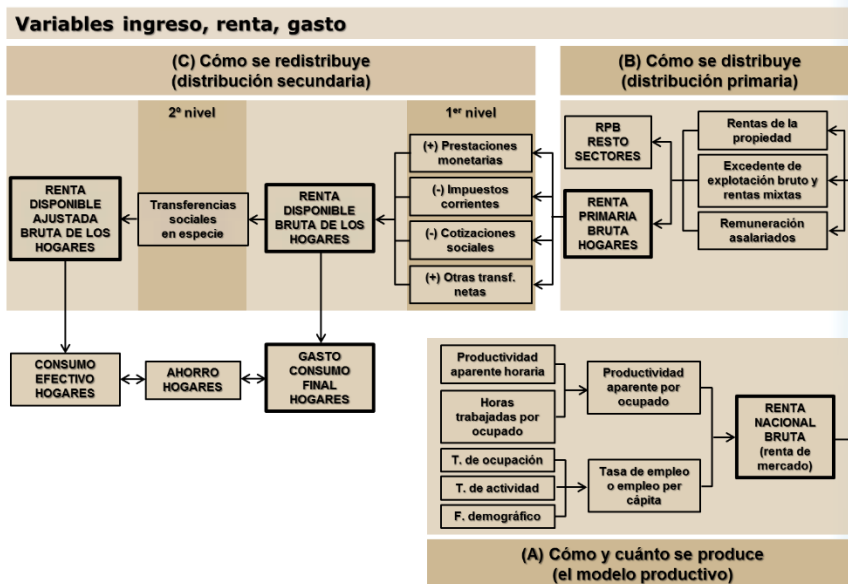 Variables ingreso, renta, gasto
(C) Cómo se redistribuye
(distribución secundaria)
(B) Cómo se distribuye
(distribución primaria)
2º nivel
1er nivel
RENTA
DISPONIBLE
AJUSTADA
BRUTA DE LOS
HOGARES
Transferencias
sociales
en especie
RENTA
DISPONIBLE
BRUTA DE LOS
HOGARES
(+) Prestaciones
monetarias
(-) Impuestos
corrientes
(-) Cotizaciones
sociales
(+) Otras transf.
netas
RPB
RESTO
SECTORES
RENTA
PRIMARIA
BRUTA
HOGARES
Rentas de la
propiedad
Excedente de
explotación bruto y
rentas mixtas
Remuneración
asalariados
CONSUMO
EFECTIVO
HOGARES
AHORRO
HOGARES
GASTO
CONSUMO
FINAL
HOGARES
Productividad
aparente horaria
Horas
trabajadas por
ocupado
T. de ocupación
T. de actividad
F. demográfico
Productividad
aparente por
ocupado
Tasa de empleo
o empleo per
cápita
RENTA
NACIONAL
BRUTA
(renta de
mercado)
(A) Cómo y cuánto se produce
(el modelo productivo)